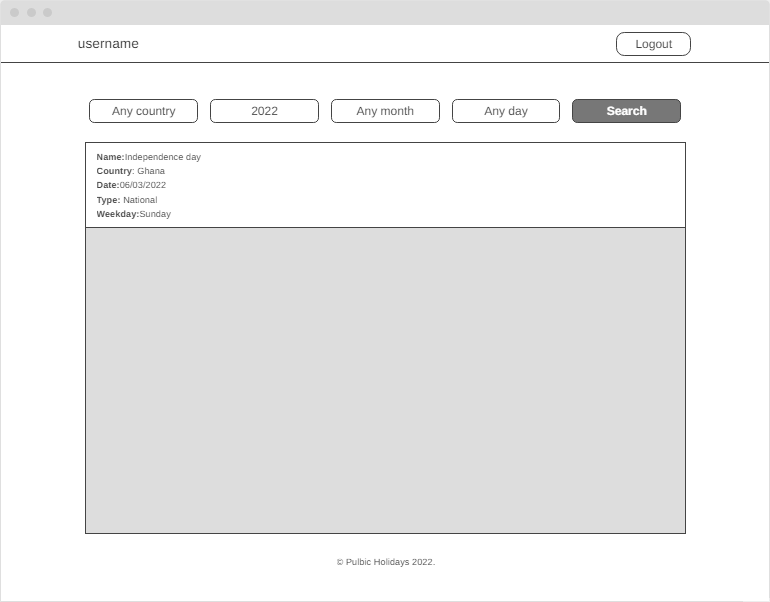 username
Logout
Any country
2022
Any month
Any day
Search
Name:Independence day
Country: Ghana
Date:06/03/2022
Type: National
Weekday:Sunday
© Pulbic Holidays 2022.